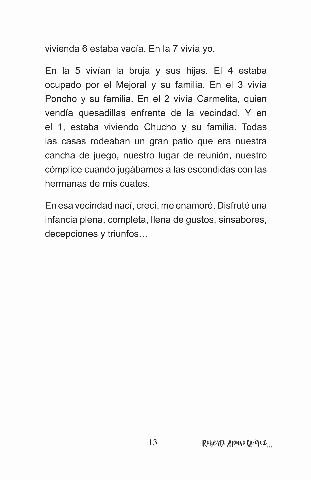 vivienda 6 estaba vacía. En la 7 vivía yo.
En la 5 vivían la bruja y sus hijas. El 4 estaba
ocupado por el Mejoral y su familia. En el 3 vivía
Poncho y su familia. En el 2 vivía Carmelita, quien
vendía quesadillas enfrente de la vecindad. Y en
el 1, estaba viviendo Chucho y su familia. Todas
las casas rodeaban un gran patio que era nuestra
cancha de juego, nuestro lugar de reunión, nuestro
cómplice cuando jugábamos a las escondidas con las
hermanas de mis cuates.
En esa vecindad nací, crecí, me enamoré. Disfruté una
infancia plena, completa, llena de gustos, sinsabores,
decepciones y triunfos…
13